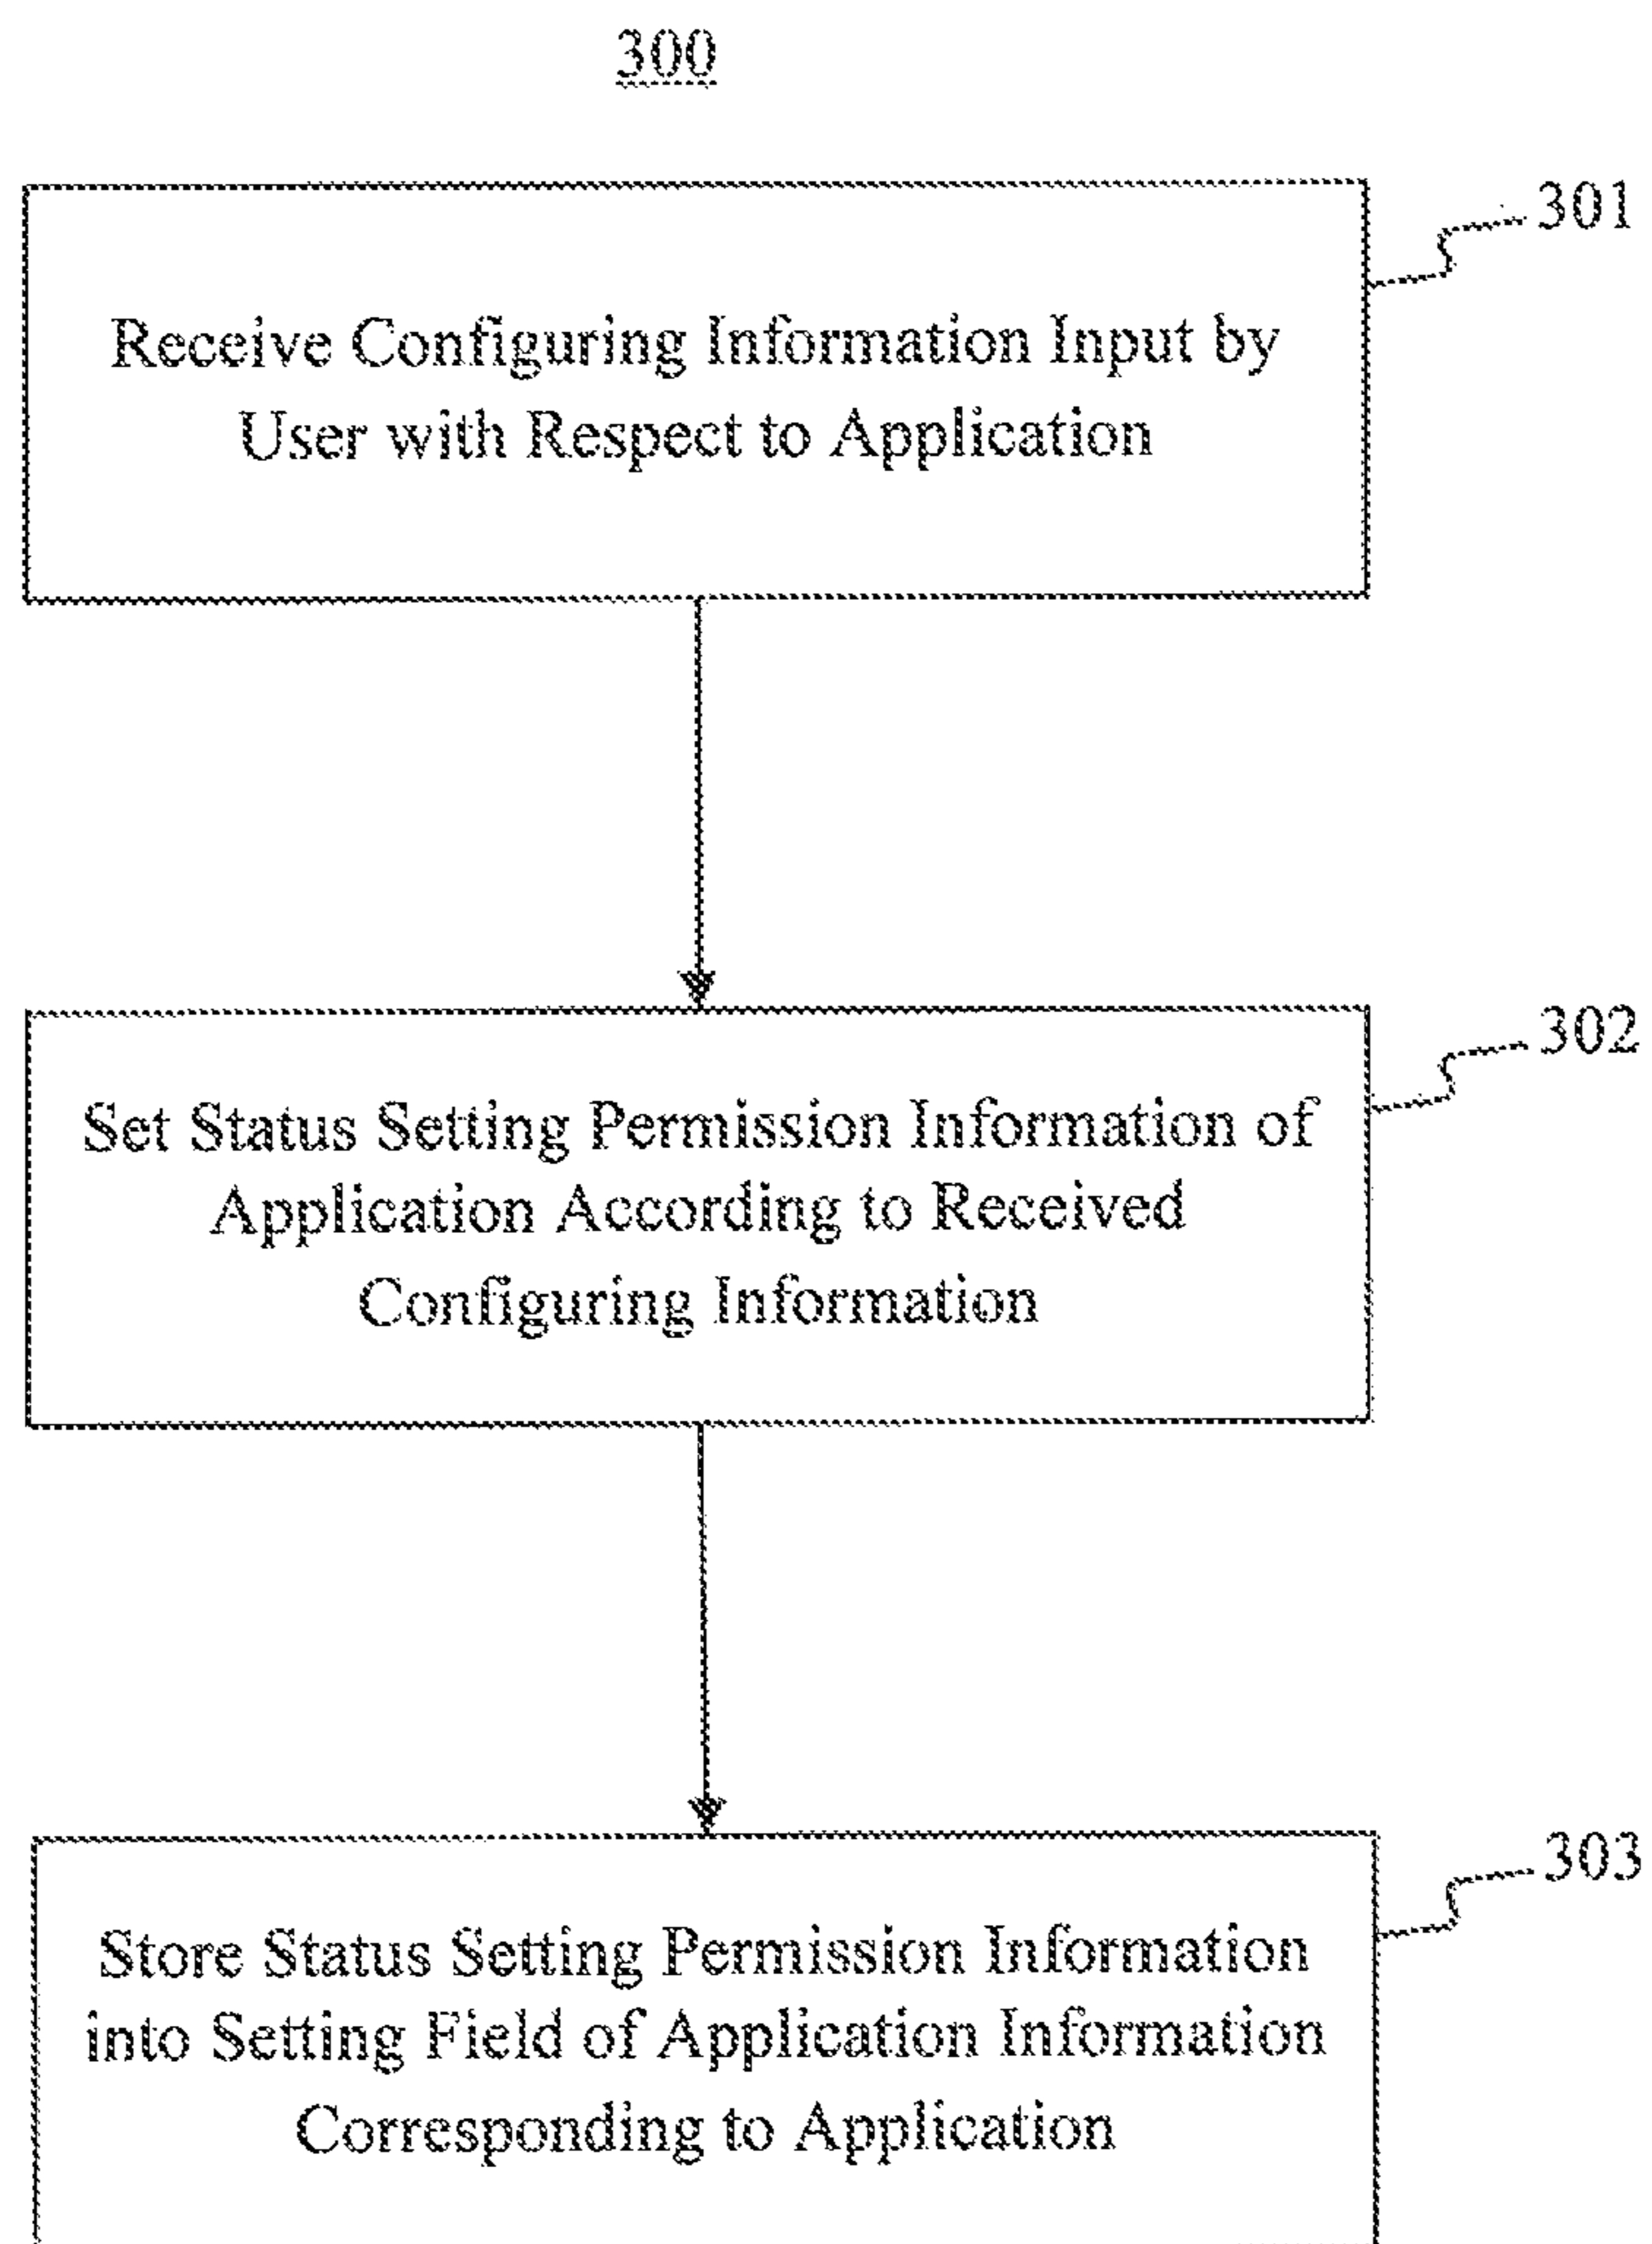 300
301
Receive Configuring Information Input by
User with Respect to Application
302
Set Status Setting Permission Information of
Application According to Received
Configuring Information
303
Store Status Setting Permission Information
into Setting Field of Application Information
Corresponding to Application